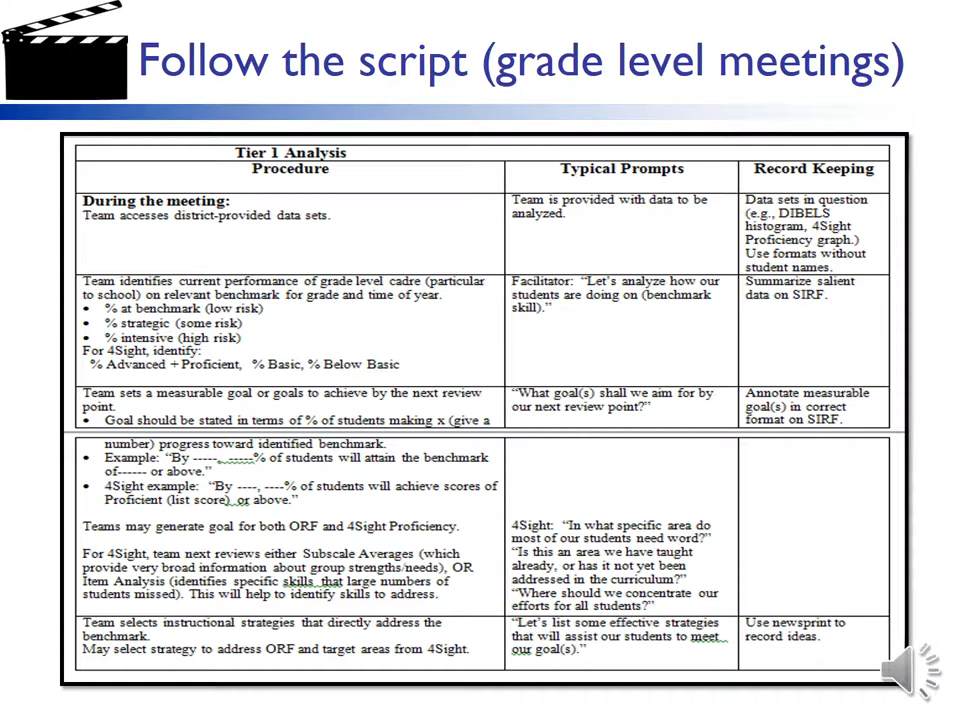 Follow the script (grade level meetings)
Tier 1 Analysis
Procedure
Typical Prompts
Record Keeping
During the meeting:
Team accesses district-provided data sets.
Team is provided with data to be
analyzed.
Data sets in question
(e.g., DIBELS
histogram, 4Sight
Proficiency graph.)
Use formats without
student names.
Team identifies current performance of grade level cadre (particular
to school) on relevant benchmark for grade and time of year.
• % at benchmark (low risk)
• % strategic (some risk)
• % intensive (high risk)
For 4Sight, identify:
% Advanced + Proficient, % Basic, % Below Basic
Facilitator: “Let’s analyze how our
students are doing on (benchmark
skill).”
Summarize salient
data on SIRF.
Team sets a measurable goal or goals to achieve by the next review
point.
• Goal should be stated in terms of % of students making x (give a
number) progress toward identified benchmark.
• Example: “By -----, -----% of students will attain the benchmark
of------ or above.”
• 4Sight example: “By ----, ----% of students will achieve scores of
Proficient (list score) or above.”
Teams may generate goal for both ORF and 4Sight Proficiency.
For 4Sight, team next reviews either Subscale Averages (which
provide very broad information about group strengths/needs), OR
Item Analysis (identifies specific skills that large numbers of
students missed). This will help to identify skills to address.
“What goal(s) shall we aim for by
our next review point?”
4Sight: “In what specific area do
most of our students need word?”
“Is this an area we have taught
already, or has it not yet been
addressed in the curriculum?”
“Where should we concentrate our
efforts for all students?”
Annotate measurable
goal(s) in correct
format on SIRF.
Team selects instructional strategies that directly address the
benchmark.
May select strategy to address ORF and target areas from 4Sight.
“Let’s list some effective strategies
that will assist our students to meet
our goal(s).”
Use newsprint to
record ideas.